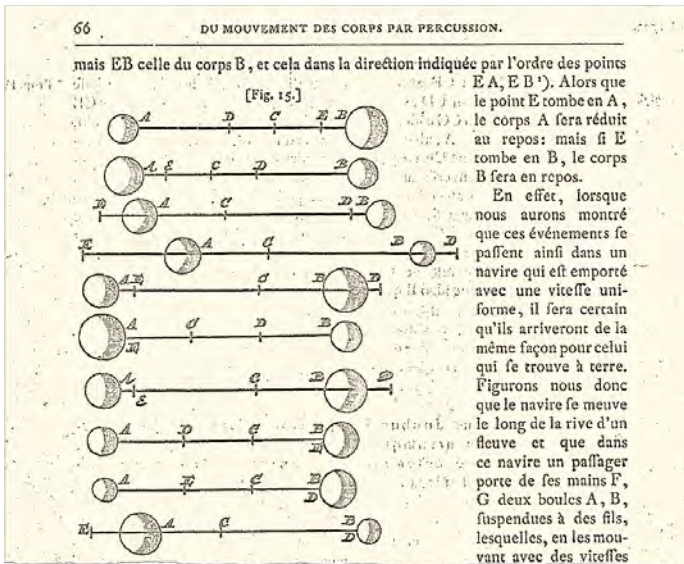 66
DU MOUVEMENT DES CORPS PAR PERCUSSION.
mais EB celle du corps B, et cela dans la direction indiquée par l'ordre des points
E A, E B ¹). Alors que
le point E tombe en A,
le corps A ſera réduit
au repos: mais ſi E
tombe en B, le corps
B ſera en repos.
En effet, lorsque
nous aurons montré
que ces événements ſe
paſſent ainſi dans un
navire qui eſt emporté
avec une viteſſe uni-
forme, il ſera certain
qu'ils arriveront de la
même façon pour celui
qui ſe trouve à terre.
Figurons nous donc
que le navire ſe meuve
le long de la rive d'un
fleuve et que dans
ce navire un paſſager
porte de ſes mains F,
G deux boules A, B,
ſuspendues à des fils,
lesquelles, en les mou-
vant avec des viteſſes
[Fig. 15.]
A D C E B
A E C D B
E A C D B
E A C B D
A E C B D
A C D B
E
A C B D
E
A D C B
E
A E C B
D
E A C B
D